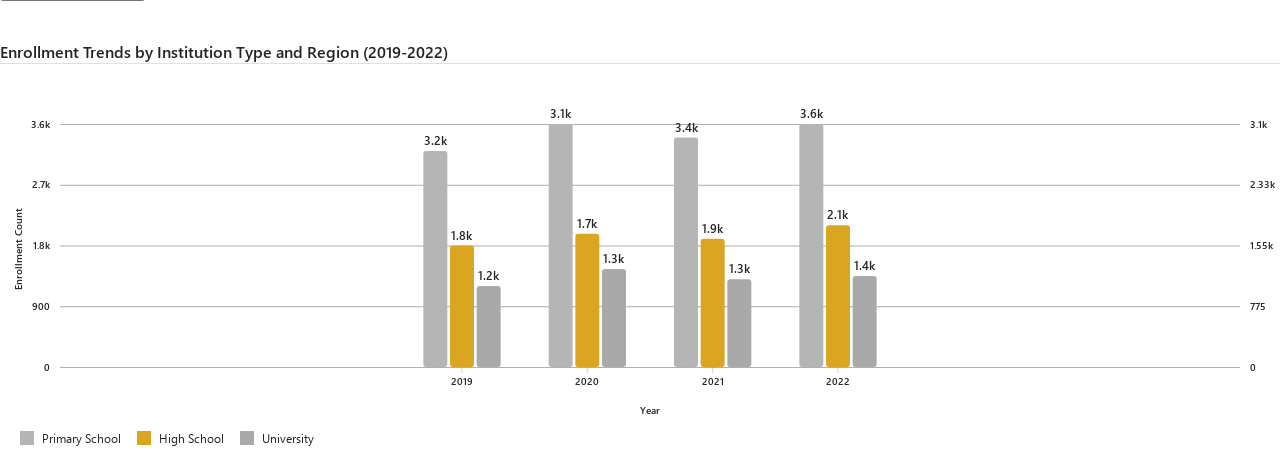 Enrollment Trends by Institution Type and Region (2019-2022)
3.6k
2.7k
1.8k
900
0
Enrollment Count
3.2k
1.8k
1.2k
3.1k
1.7k
1.3k
3.4k
1.9k
1.3k
3.6k
2.1k
1.4k
3.1k
2.33k
1.55k
775
0
2019 2020 2021 2022
Year
Primary School High School University